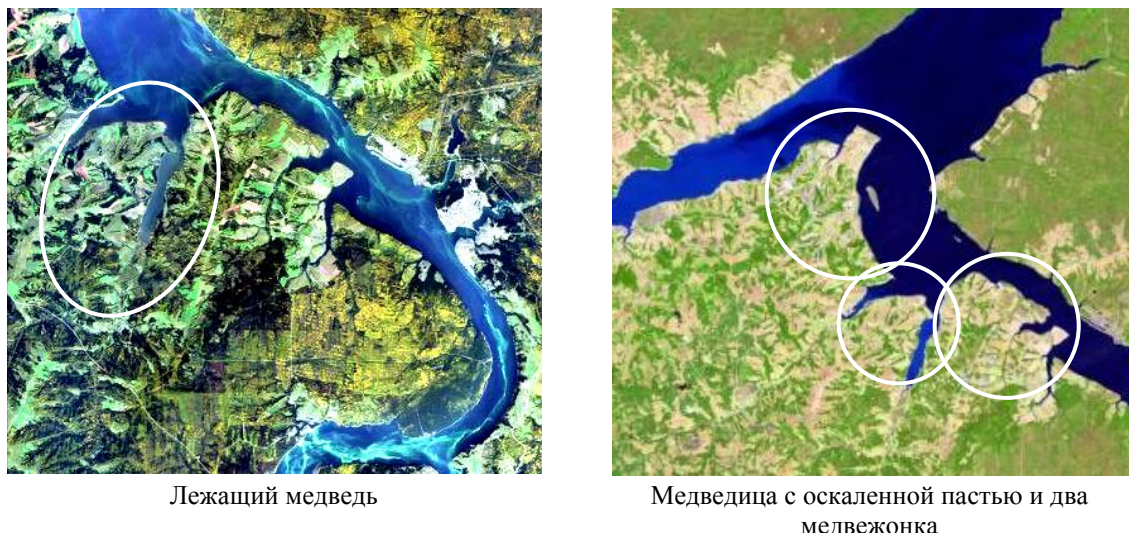 Лежащий медведь
Медведица с оскаленной пастью и два
медвежонка